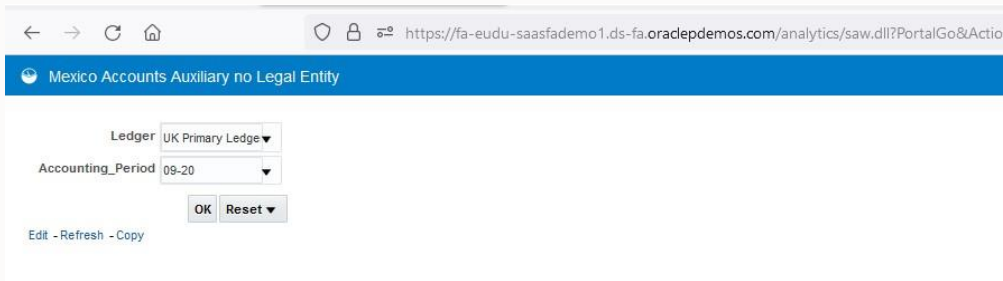 https://fa-eudu-saasfademo1.ds-fa.oraclepdemos.com/analytics/saw.dll?PortalGo&Actio
Mexico Accounts Auxiliary no Legal Entity
Ledger UK Primary Ledge
Accounting_Period 09-20
OK Reset
Edit - Refresh - Copy